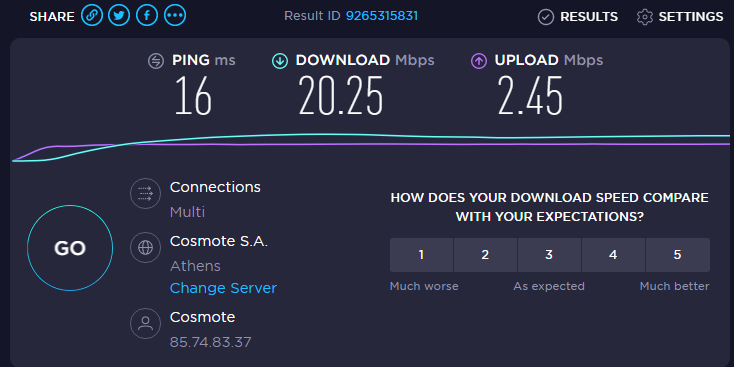 SHARE
Result ID 9265315831
RESULTS
SETTINGS
PING ms
DOWNLOAD Mbps
UPLOAD Mbps
16
20.25
2.45
GO
Connections
Multi
Cosmote S.A.
Athens
Change Server
Cosmote
85.74.83.37
HOW DOES YOUR DOWNLOAD SPEED COMPARE
WITH YOUR EXPECTATIONS?
1 2 3 4 5
Much worse As expected Much better